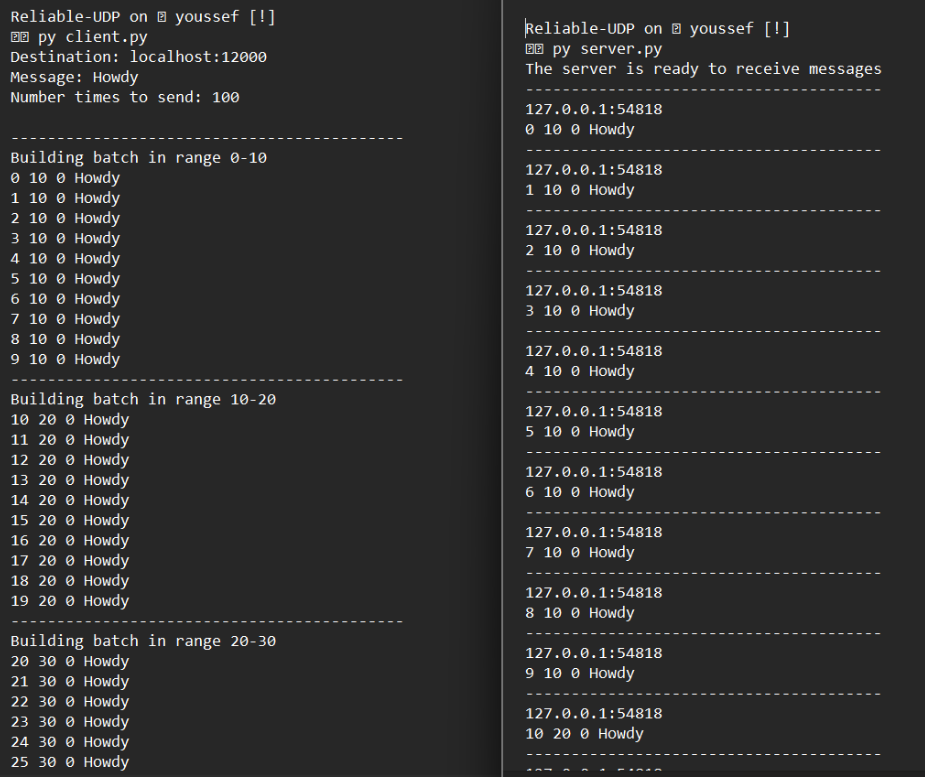 Reliable-UDP on youssef [!]
py client.py
Destination: localhost:12000
Message: Howdy
Number times to send: 100
-------------------------------------------
Building batch in range 0-10
0 10 0 Howdy
1 10 0 Howdy
2 10 0 Howdy
3 10 0 Howdy
4 10 0 Howdy
5 10 0 Howdy
6 10 0 Howdy
7 10 0 Howdy
8 10 0 Howdy
9 10 0 Howdy
-------------------------------------------
Building batch in range 10-20
10 20 0 Howdy
11 20 0 Howdy
12 20 0 Howdy
13 20 0 Howdy
14 20 0 Howdy
15 20 0 Howdy
16 20 0 Howdy
17 20 0 Howdy
18 20 0 Howdy
19 20 0 Howdy
-------------------------------------------
Building batch in range 20-30
20 30 0 Howdy
21 30 0 Howdy
22 30 0 Howdy
23 30 0 Howdy
24 30 0 Howdy
25 30 0 Howdy
Reliable-UDP on youssef [!]
py server.py
The server is ready to receive messages
---------------------------------------
127.0.0.1:54818
0 10 0 Howdy
---------------------------------------
127.0.0.1:54818
1 10 0 Howdy
---------------------------------------
127.0.0.1:54818
2 10 0 Howdy
---------------------------------------
127.0.0.1:54818
3 10 0 Howdy
---------------------------------------
127.0.0.1:54818
4 10 0 Howdy
---------------------------------------
127.0.0.1:54818
5 10 0 Howdy
---------------------------------------
127.0.0.1:54818
6 10 0 Howdy
---------------------------------------
127.0.0.1:54818
7 10 0 Howdy
---------------------------------------
127.0.0.1:54818
8 10 0 Howdy
---------------------------------------
127.0.0.1:54818
9 10 0 Howdy
---------------------------------------
127.0.0.1:54818
10 20 0 Howdy
---------------------------------------